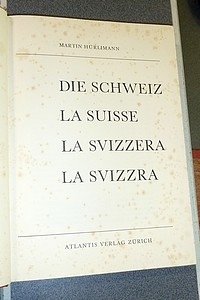 MARTIN HÜRLIMANN
DIE SCHWEIZ
LA SUISSE
LA SVIZZERA
LA SVIZZRA
ATLANTIS VERLAG ZÜRICH